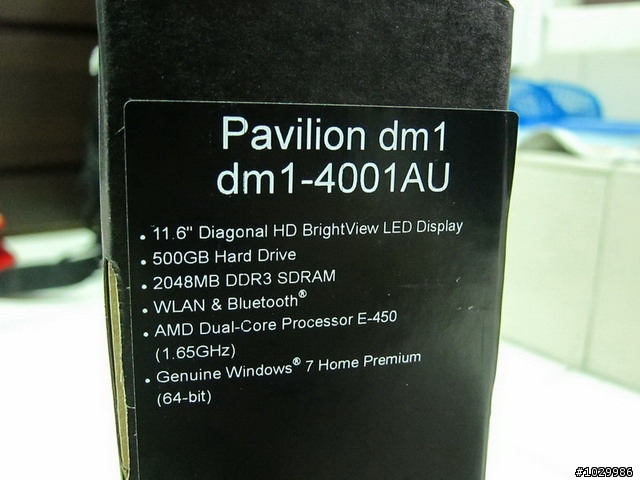 Pavilion dm1
dm1-4001AU
• 11.6" Diagonal HD BrightView LED Display
• 500GB Hard Drive
• 2048MB DDR3 SDRAM
• WLAN & Bluetooth®
• AMD Dual-Core Processor E-450
(1.65GHz)
• Genuine Windows® 7 Home Premium
(64-bit)
#1029986